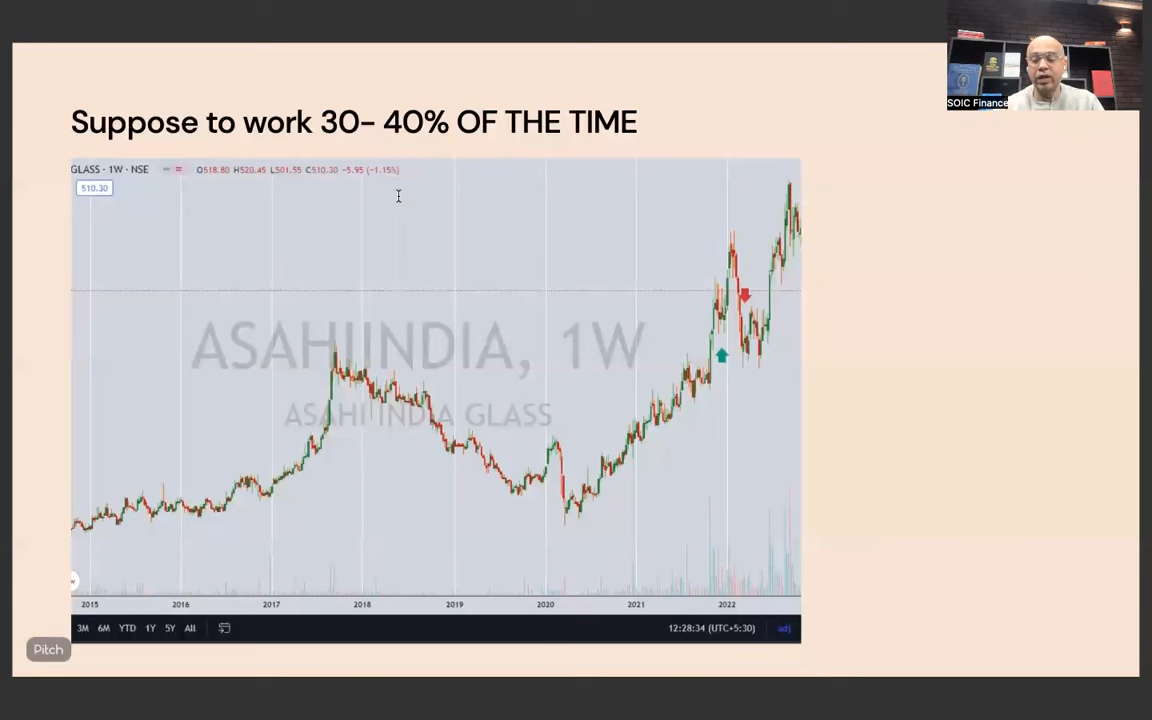 SOIC Finance
Suppose to work 30- 40% OF THE TIME
GLASS · 1W · NSE O518.80 H520.45 L501.55 C510.30 -5.95 (-1.15%)
510.30
ASAHIINDIA, 1W
ASAHI INDIA GLASS
2015 2016 2017 2018 2019 2020 2021 2022
3M 6M YTD 1Y 5Y All 12:28:34 (UTC+5:30) adj
Pitch